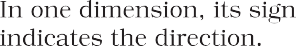 In one dimension, its sign
indicates the direction.